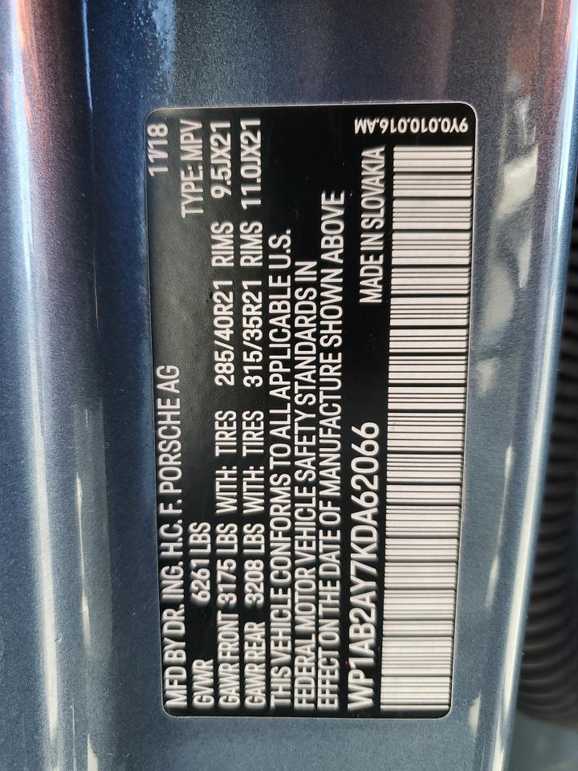 MFD BY DR. ING. H.C. F. PORSCHE AG 11/18
GVWR 6261 LBS TYPE: MPV
GAWR FRONT 3175 LBS WITH: TIRES 285/40R21 RIMS 9.5JX21
GAWR REAR 3208 LBS WITH: TIRES 315/35R21 RIMS 11.0JX21
THIS VEHICLE CONFORMS TO ALL APPLICABLE U.S.
FEDERAL MOTOR VEHICLE SAFETY STANDARDS IN
EFFECT ON THE DATE OF MANUFACTURE SHOWN ABOVE
WP1AB2AY7KDA62066 MADE IN SLOVAKIA
9Y0.010.016.AM